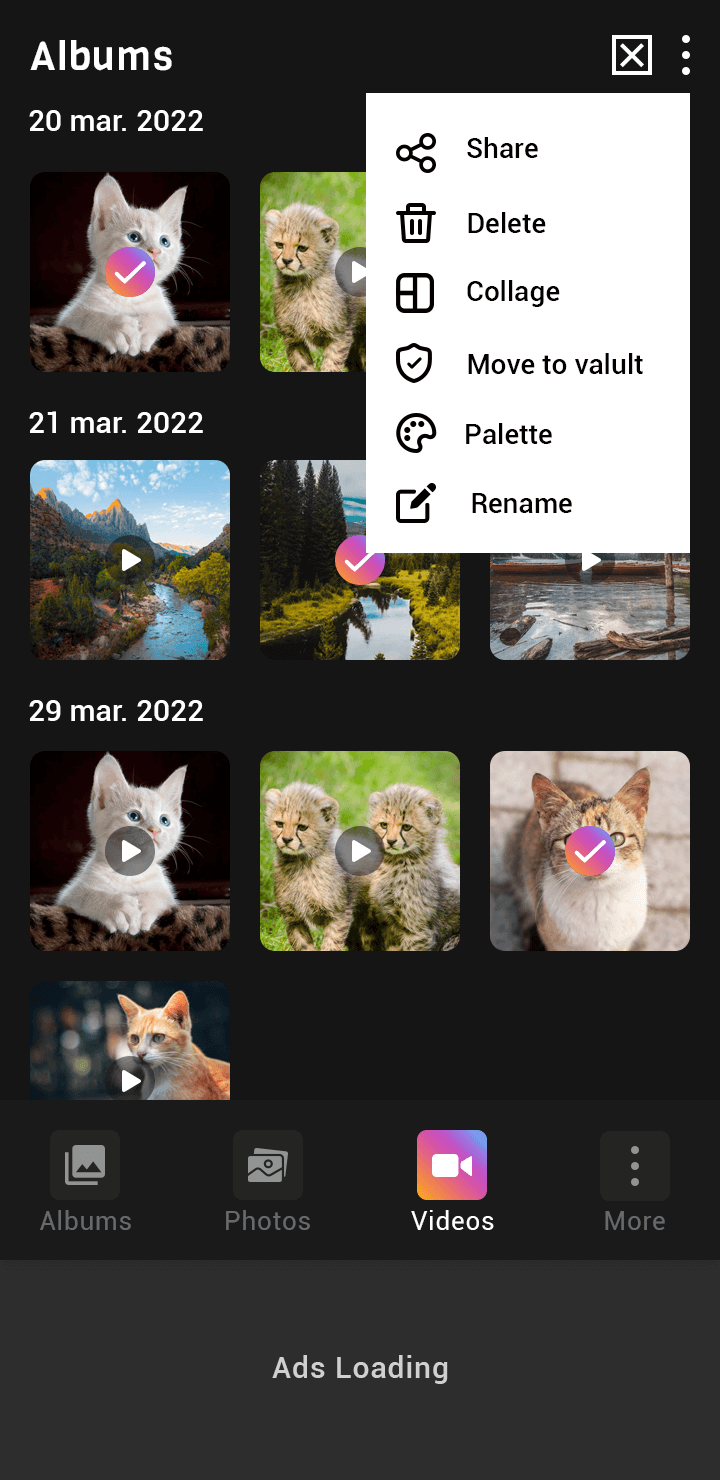 Albums
20 mar. 2022
Share
Delete
Collage
Move to valult
Palette
Rename
21 mar. 2022
29 mar. 2022
Albums
Photos
Videos
More
Ads Loading